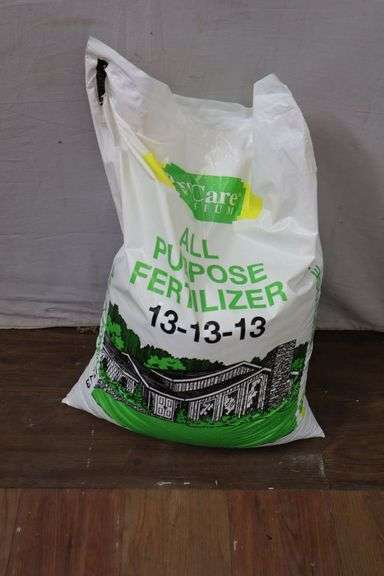 Care
ALL
PURPOSE
FERTILIZER
13-13-13